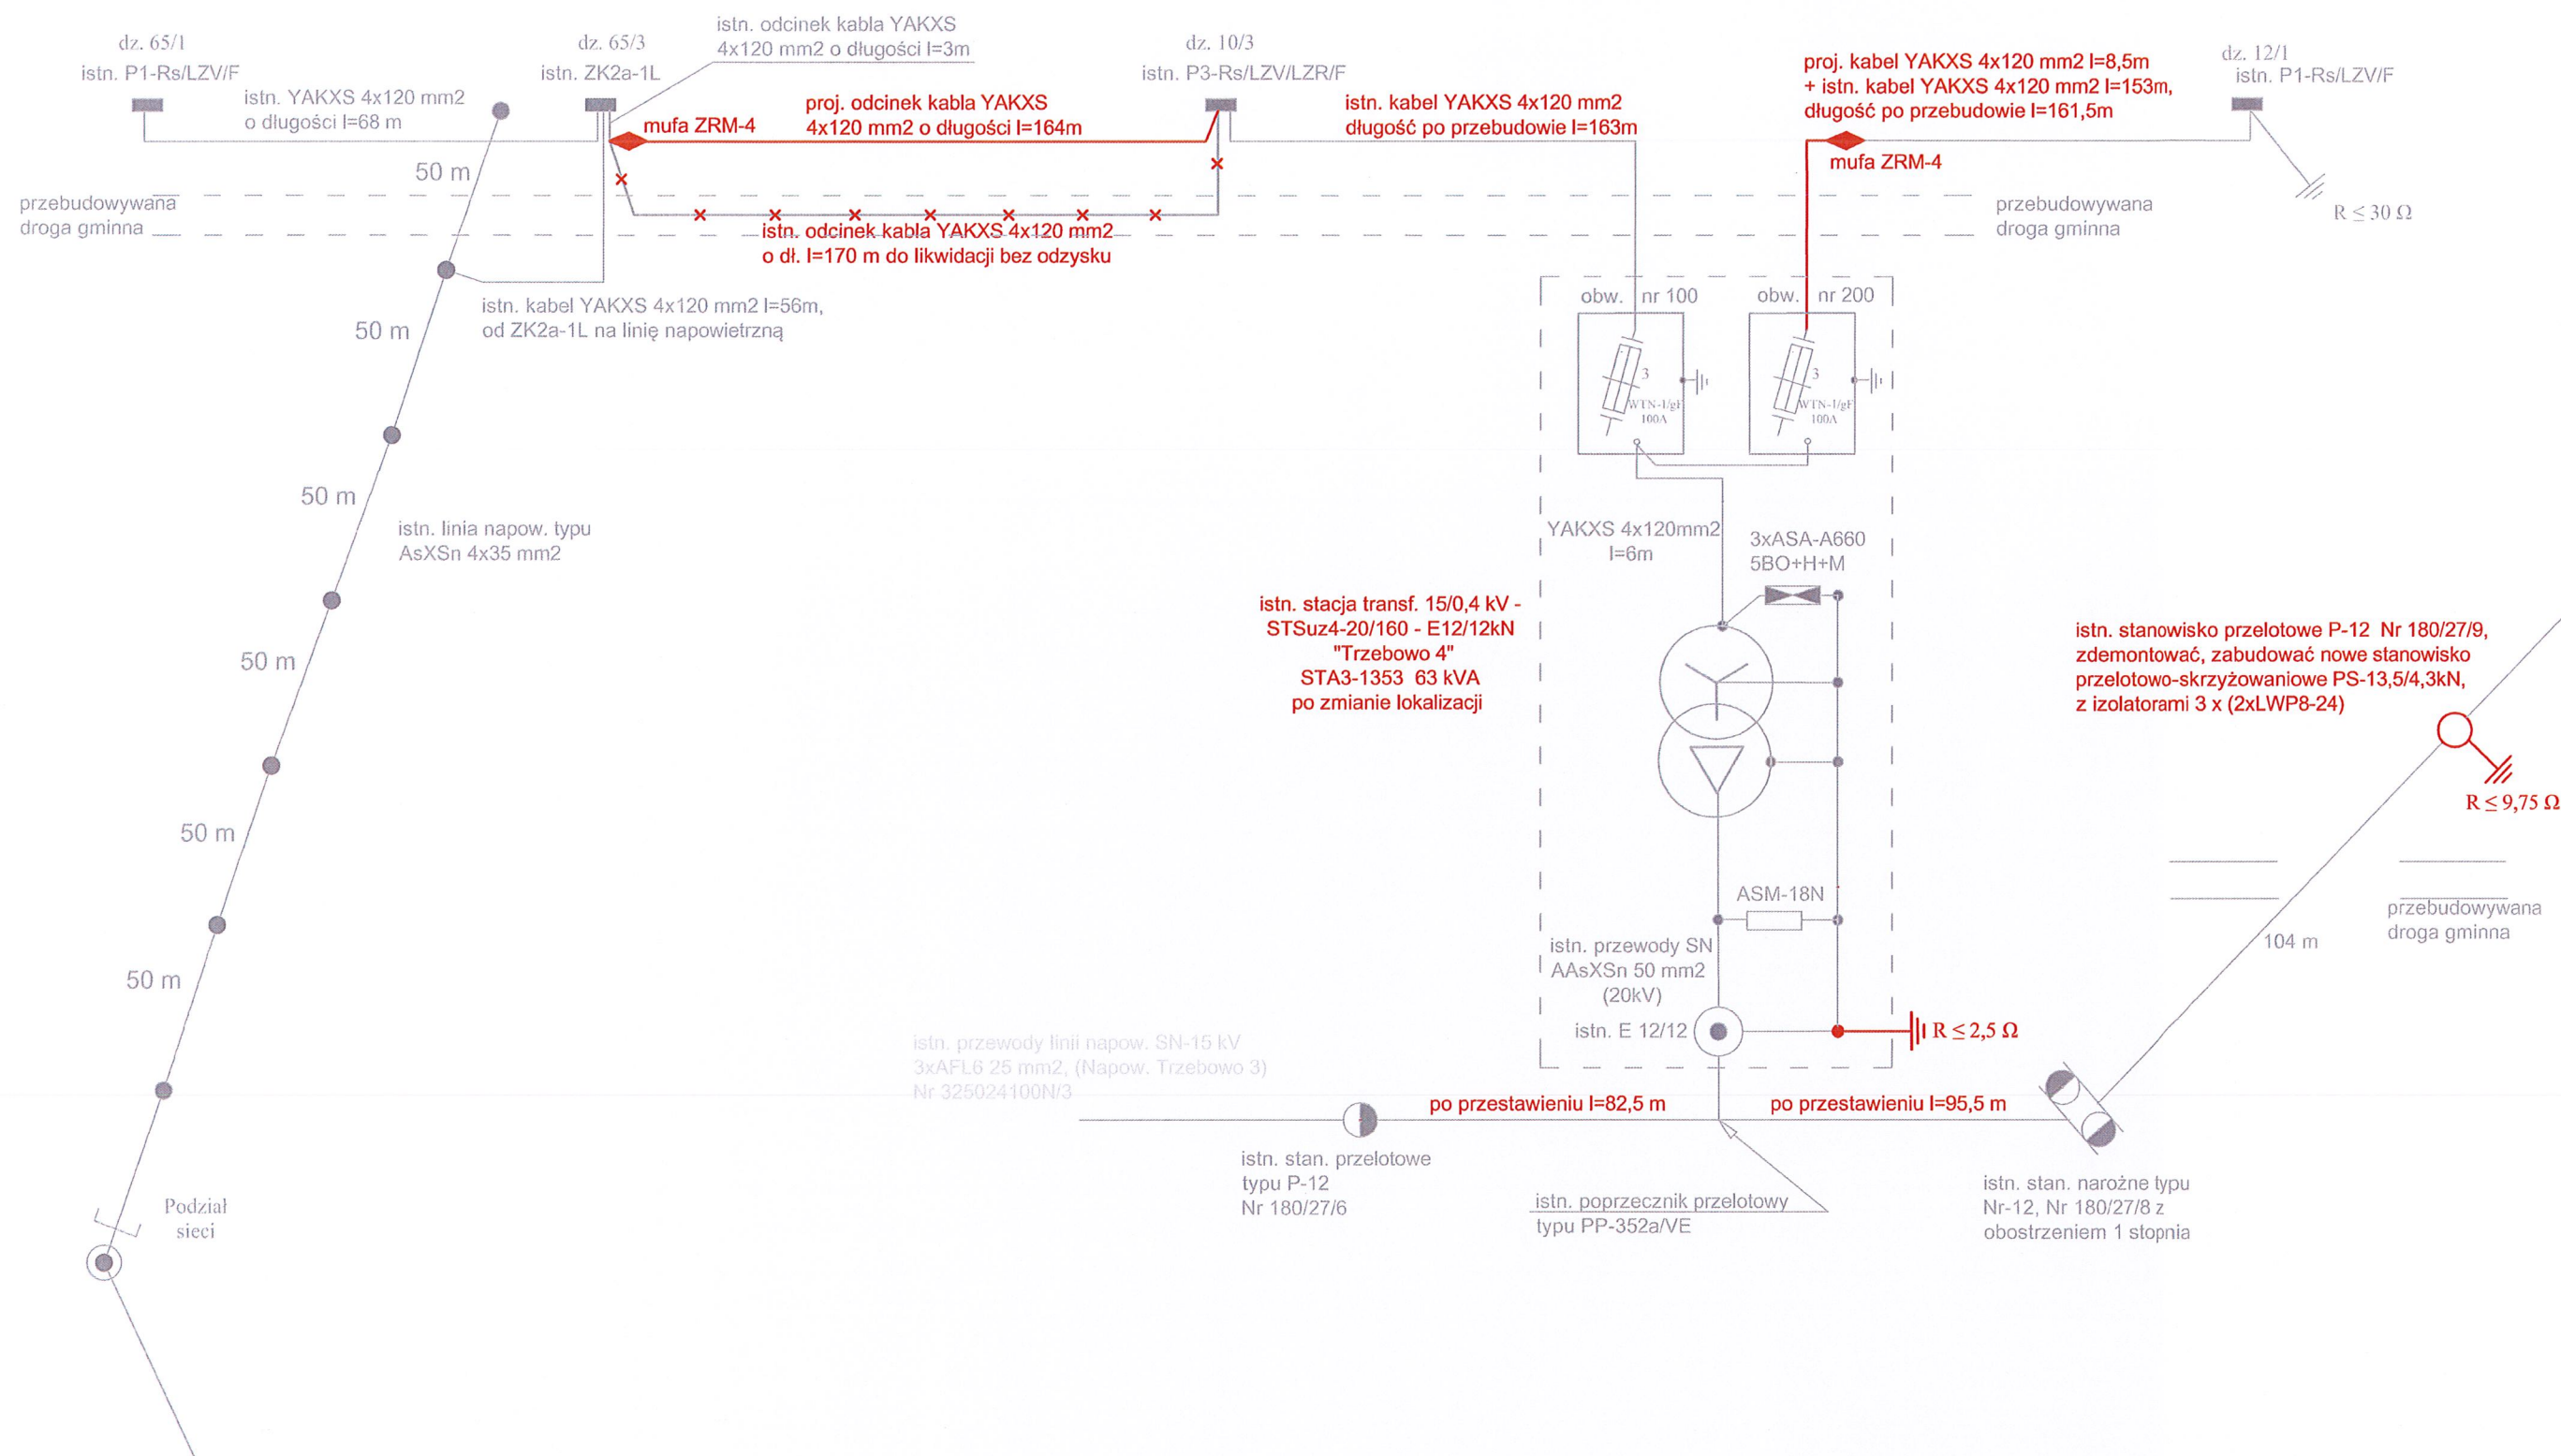 dz. 65/1
istn. P1-Rs/LZV/F
istn. YAKXS 4x120 mm2
o długości l=68 m
dz. 65/3
istn. ZK2a-1L
istn. odcinek kabla YAKXS
4x120 mm2 o długości l=3m
mufa ZRM-4
proj. odcinek kabla YAKXS
4x120 mm2 o długości l=164m
dz. 10/3
istn. P3-Rs/LZV/LZR/F
istn. kabel YAKXS 4x120 mm2
długość po przebudowie l=163m
proj. kabel YAKXS 4x120 mm2 l=8,5m
+ istn. kabel YAKXS 4x120 mm2 l=153m,
długość po przebudowie l=161,5m
mufa ZRM-4
dz. 12/1
istn. P1-Rs/LZV/F
R ≤ 30 Ω
50 m
przebudowywana
droga gminna
istn. odcinek kabla YAKXS 4x120 mm2
o dł. l=170 m do likwidacji bez odzysku
przebudowywana
droga gminna
istn. kabel YAKXS 4x120 mm2 l=56m,
od ZK2a-1L na linię napowietrzną
50 m
50 m
istn. linia napow. typu
AsXSn 4x35 mm2
50 m
50 m
50 m
Podział
sieci
obw. nr 100
3
WTN-1/gF
100A
obw. nr 200
3
WTN-1/gF
100A
YAKXS 4x120mm2
l=6m
3xASA-A660
5BO+H+M
istn. stacja transf. 15/0,4 kV -
STSuz4-20/160 - E12/12kN
"Trzebowo 4"
STA3-1353 63 kVA
po zmianie lokalizacji
istn. stanowisko przelotowe P-12 Nr 180/27/9,
zdemontować, zabudować nowe stanowisko
przelotowo-skrzyżowaniowe PS-13,5/4,3kN,
z izolatorami 3 x (2xLWP8-24)
R ≤ 9,75 Ω
ASM-18N
istn. przewody SN
AAsXSn 50 mm2
(20kV)
istn. E 12/12
R ≤ 2,5 Ω
przebudowywana
droga gminna
104 m
istn. przewody linii napow. SN-15 kV
3xAFL6 25 mm2, (Napow. Trzebowo 3)
Nr 325024100N/3
po przestawieniu l=82,5 m
po przestawieniu l=95,5 m
istn. stan. przelotowe
typu P-12
Nr 180/27/6
istn. poprzecznik przelotowy
typu PP-352a/VE
istn. stan. narożne typu
Nr-12, Nr 180/27/8 z
obostrzeniem 1 stopnia